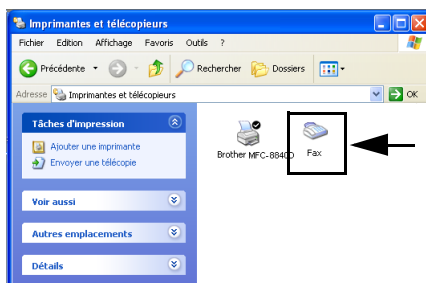 Imprimantes et télécopieurs
Fichier Edition Affichage Favoris Outils ?
Précédente Rechercher Dossiers
Adresse Imprimantes et télécopieurs OK
Tâches d'impression
Ajouter une imprimante
Envoyer une télécopie
Voir aussi
Autres emplacements
Détails
Brother MFC-8840D
Fax